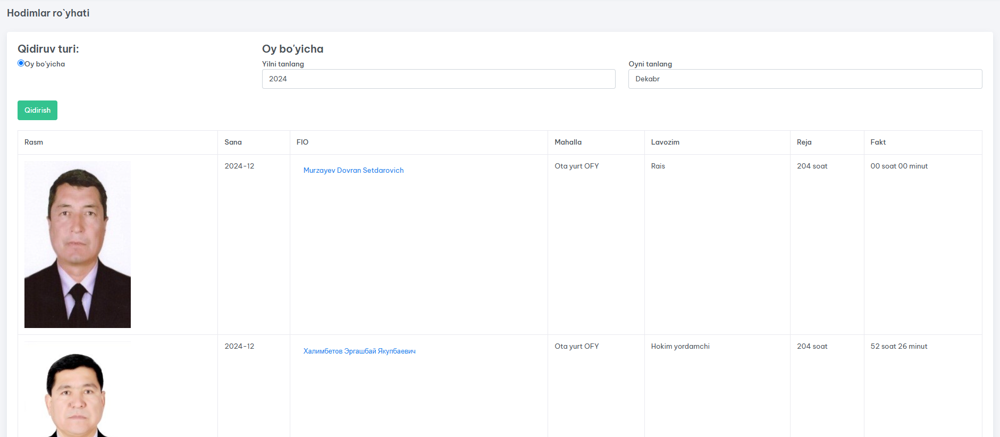 Hodimlar ro`yhati
Qidiruv turi:
Oy bo'yicha
Oy bo'yicha
Yilni tanlang
2024
Oyni tanlang
Dekabr
Qidirish
Rasm Sana FIO Mahalla Lavozim Reja Fakt
2024-12 Murzayev Dovran Setdarovich Ota yurt OFY Rais 204 soat 00 soat 00 minut
2024-12 Халимбетов Эргашбай Якупбаевич Ota yurt OFY Hokim yordamchi 204 soat 52 soat 26 minut